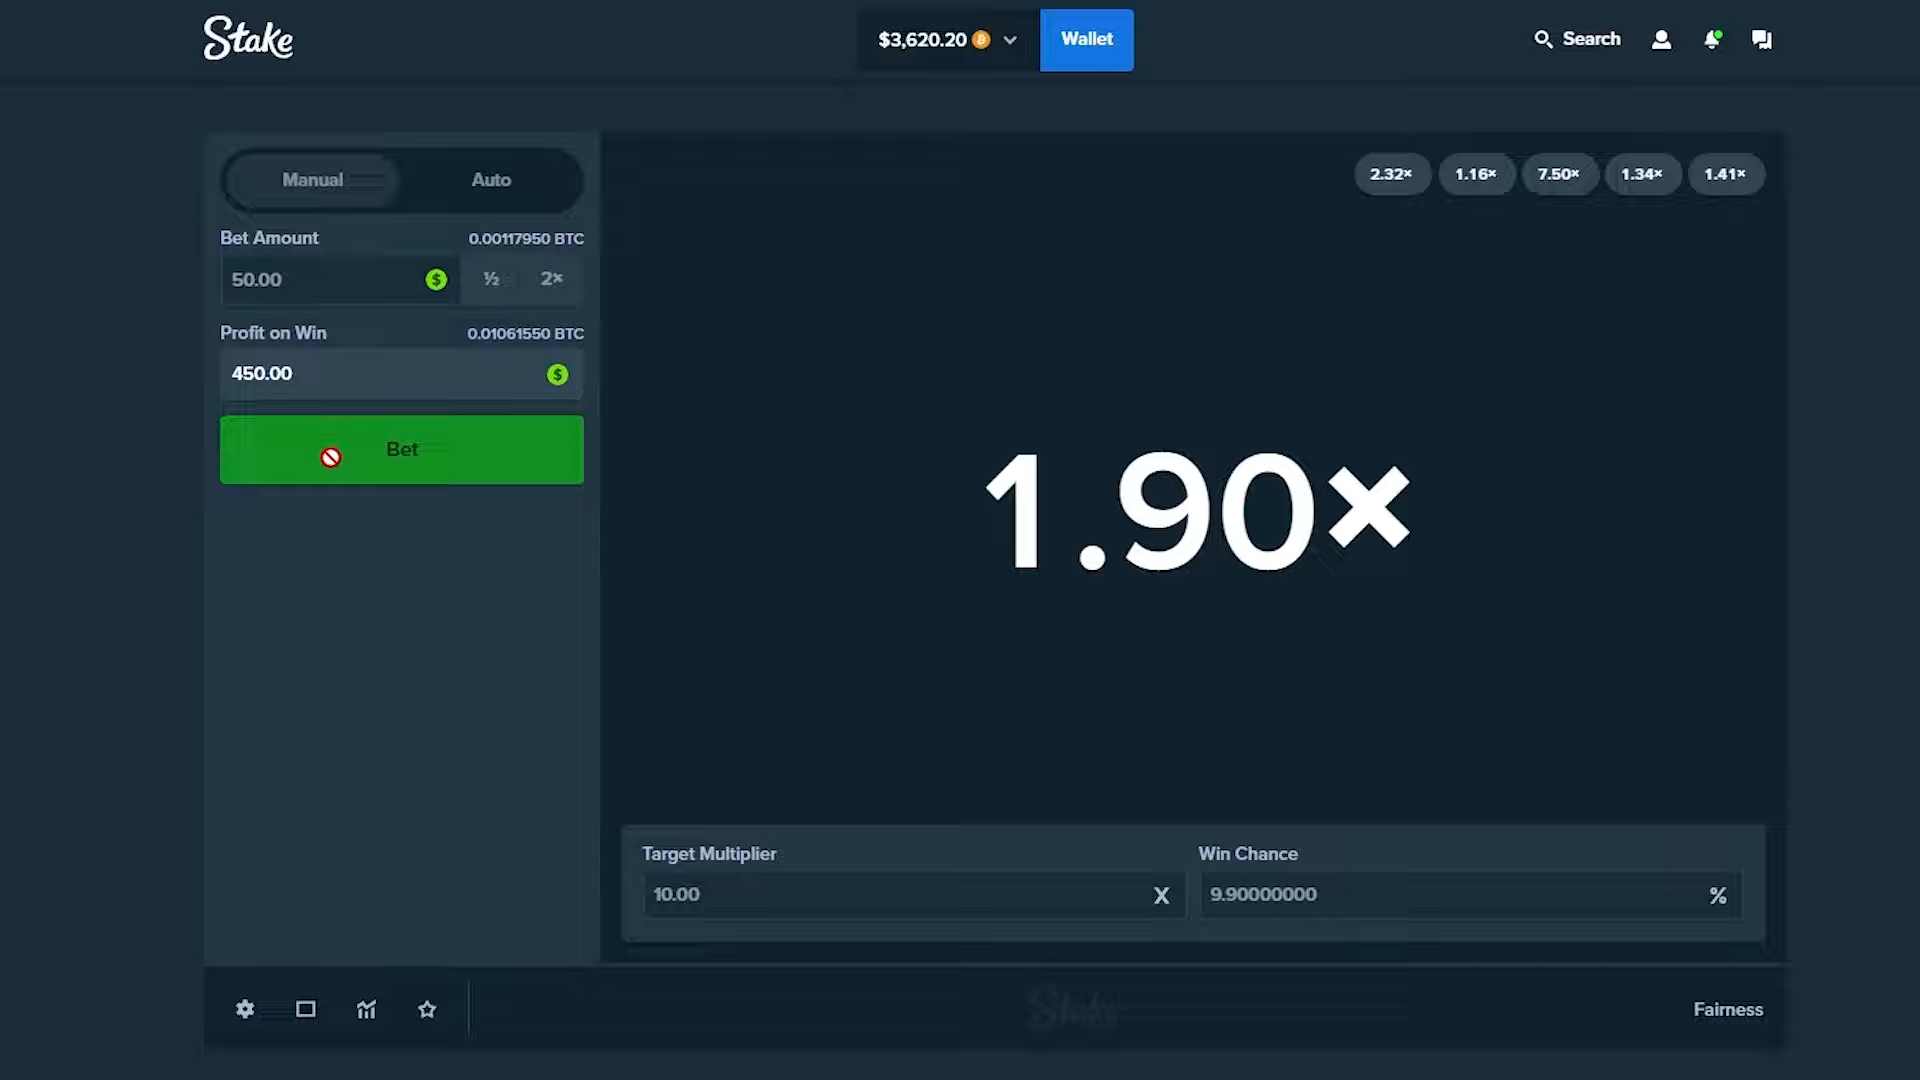 Stake
$3,620.20
Wallet
Search
Manual
Auto
2.32×
1.16×
7.50×
1.34×
1.41×
Bet Amount
0.00117950 BTC
50.00
$
½
2×
Profit on Win
0.01061550 BTC
450.00
$
Bet
1.90×
Target Multiplier
Win Chance
10.00
X
9.90000000
%
Stake
Fairness